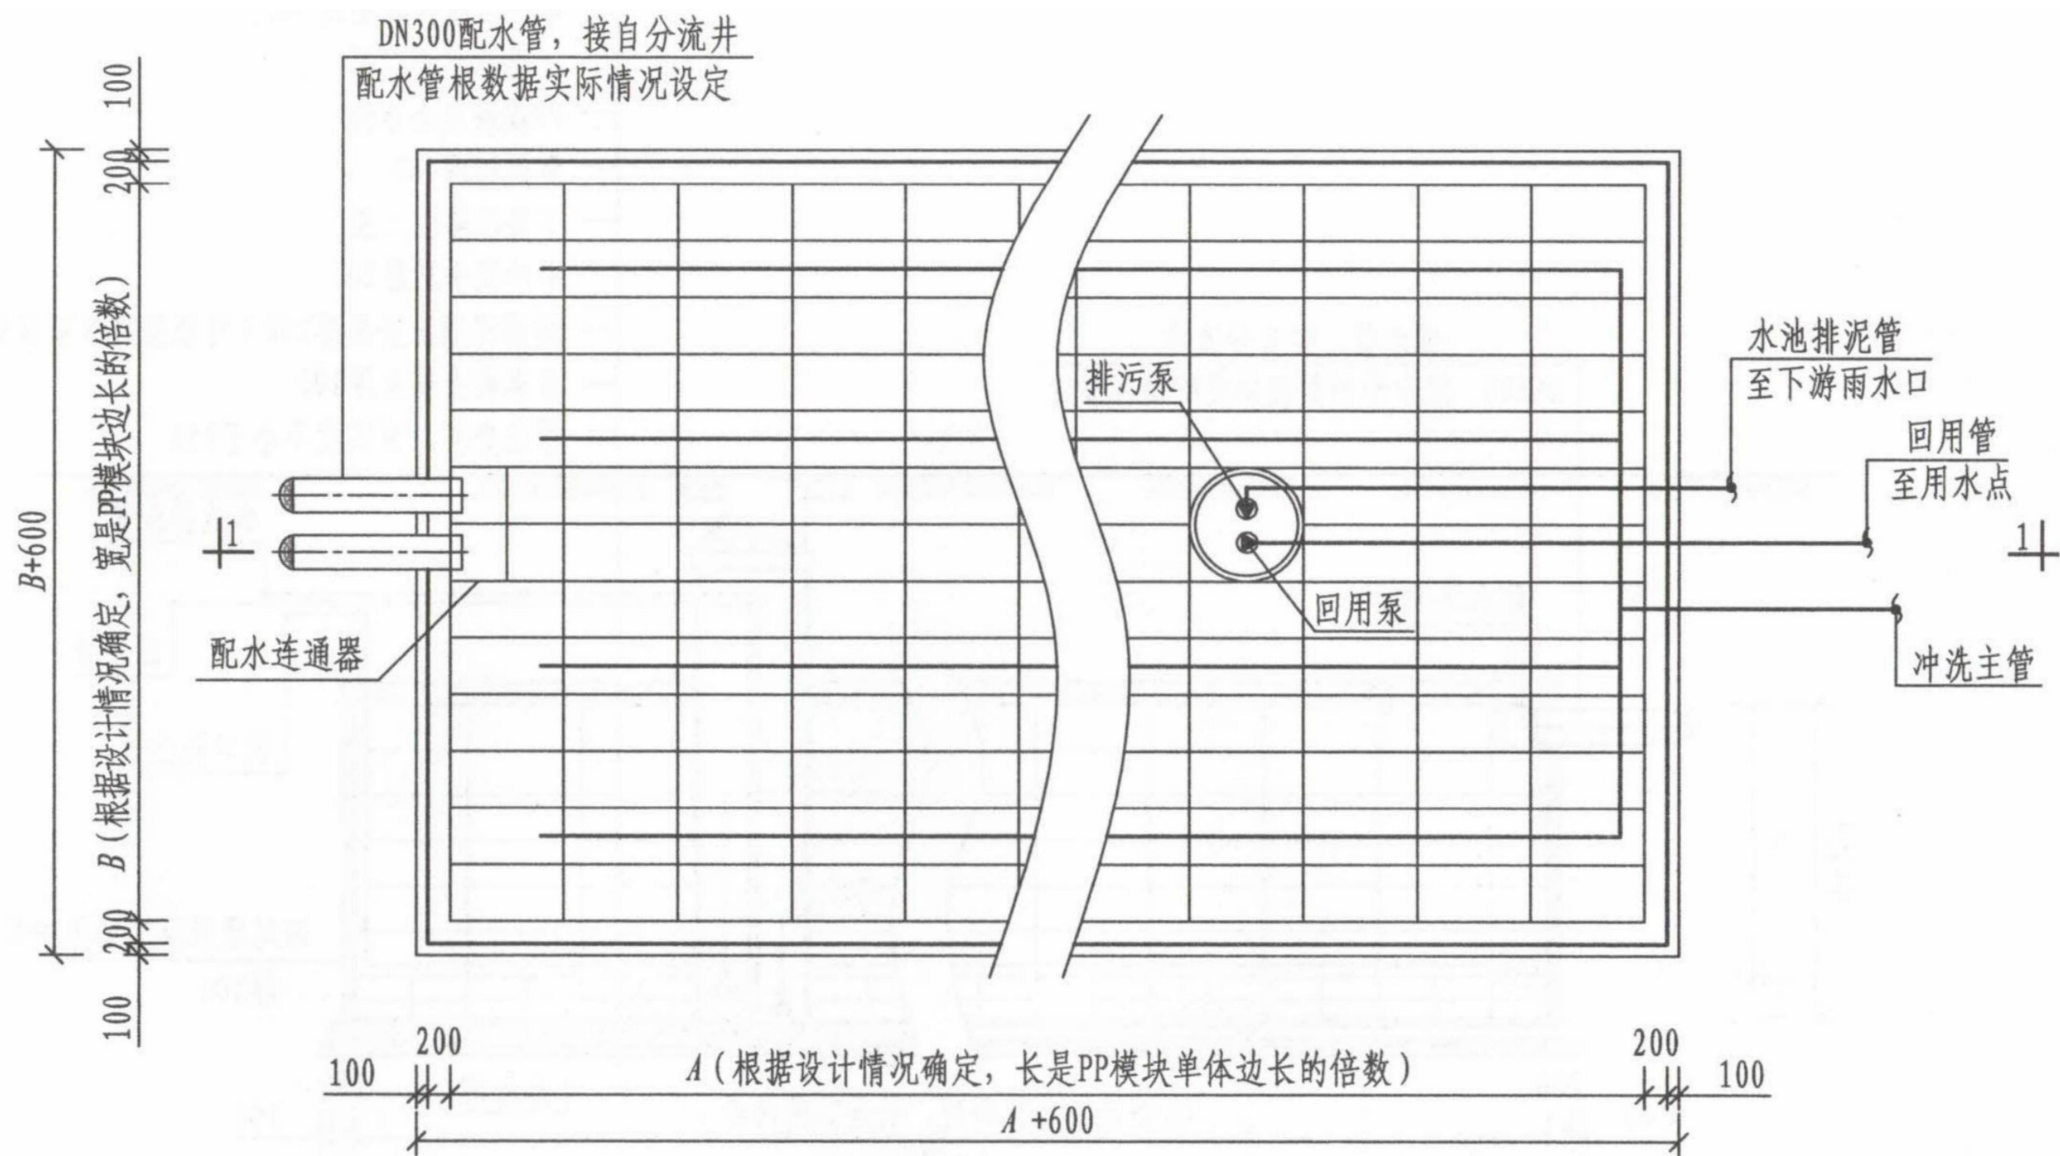 DN300配水管，接自分流井
配水管根数据实际情况设定
100
200
B（根据设计情况确定，宽是PP模块边长的倍数）
B+600
200
100
水池排泥管
至下游雨水口
排污泵
回用管
至用水点
1
1
回用泵
配水连通器
冲洗主管
200
100
A（根据设计情况确定，长是PP模块单体边长的倍数）
200
100
A+600